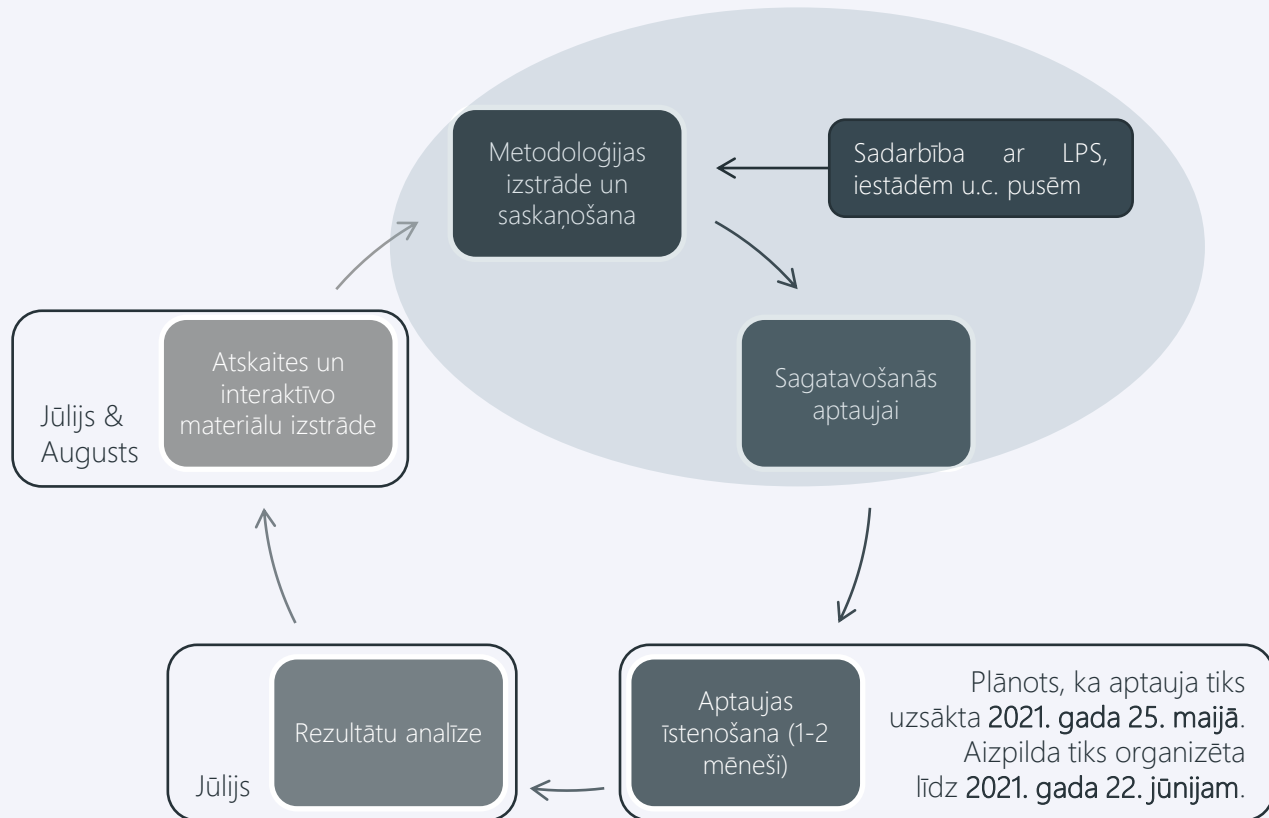 Metodoloģijas
izstrāde un
saskaņošana
Sadarbība ar LPS,
iestādēm u.c. pusēm
Sagatavošanās
aptaujai
Aptaujas
īstenošana (1-2
mēneši)
Plānots, ka aptauja tiks
uzsākta 2021. gada 25. maijā.
Aizpilda tiks organizēta
līdz 2021. gada 22. jūnijam.
Rezultātu analīze
Jūlijs
Atskaites un
interaktīvo
materiālu izstrāde
Jūlijs &
Augusts